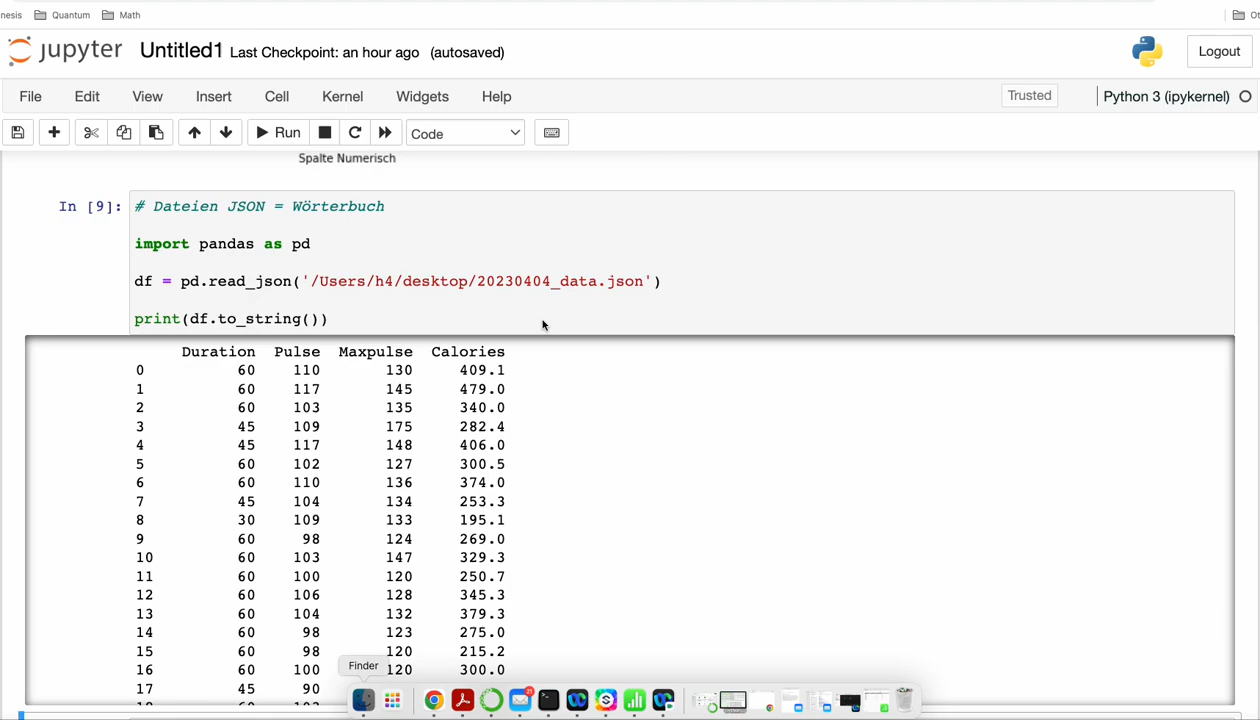 nesis Quantum Math Ot
jupyter Untitled1 Last Checkpoint: an hour ago (autosaved) Logout
File Edit View Insert Cell Kernel Widgets Help Trusted Python 3 (ipykernel)
Run Code
Spalte Numerisch
In [9]: # Dateien JSON = Wörterbuch
import pandas as pd
df = pd.read_json('/Users/h4/desktop/20230404_data.json')
print(df.to_string())
Duration Pulse Maxpulse Calories
0 60 110 130 409.1
1 60 117 145 479.0
2 60 103 135 340.0
3 45 109 175 282.4
4 45 117 148 406.0
5 60 102 127 300.5
6 60 110 136 374.0
7 45 104 134 253.3
8 30 109 133 195.1
9 60 98 124 269.0
10 60 103 147 329.3
11 60 100 120 250.7
12 60 106 128 345.3
13 60 104 132 379.3
14 60 98 123 275.0
15 60 98 120 215.2
16 60 100 120 300.0
Finder
17 45 90
21